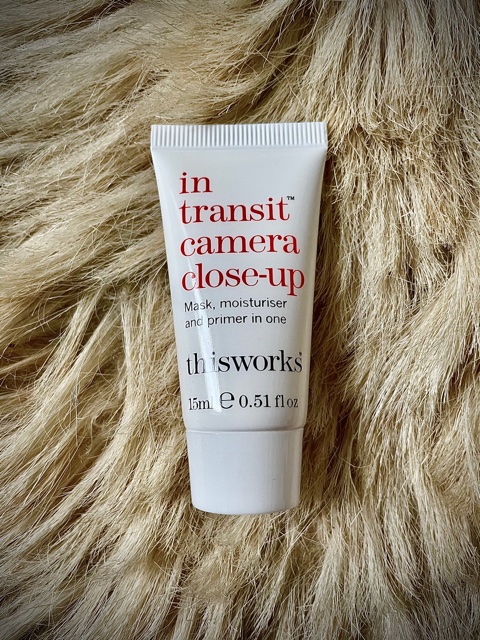 in
transit™
camera
close-up
Mask, moisturiser
and primer in one
thisworks®
15ml ℮ 0.51 fl oz